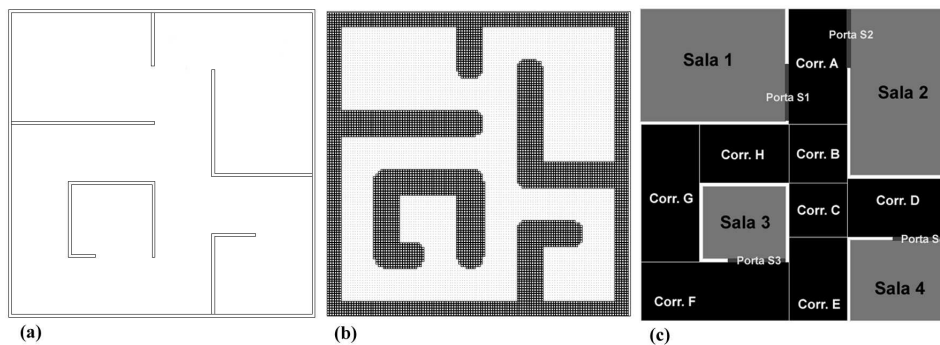 Porta S2
Sala 1
Corr. A
Sala 2
Porta S1
Corr. H
Corr. B
Corr. G
Sala 3
Corr. C
Corr. D
Porta S
Porta S3
Sala 4
Corr. F
Corr. E
(a)
(b)
(c)